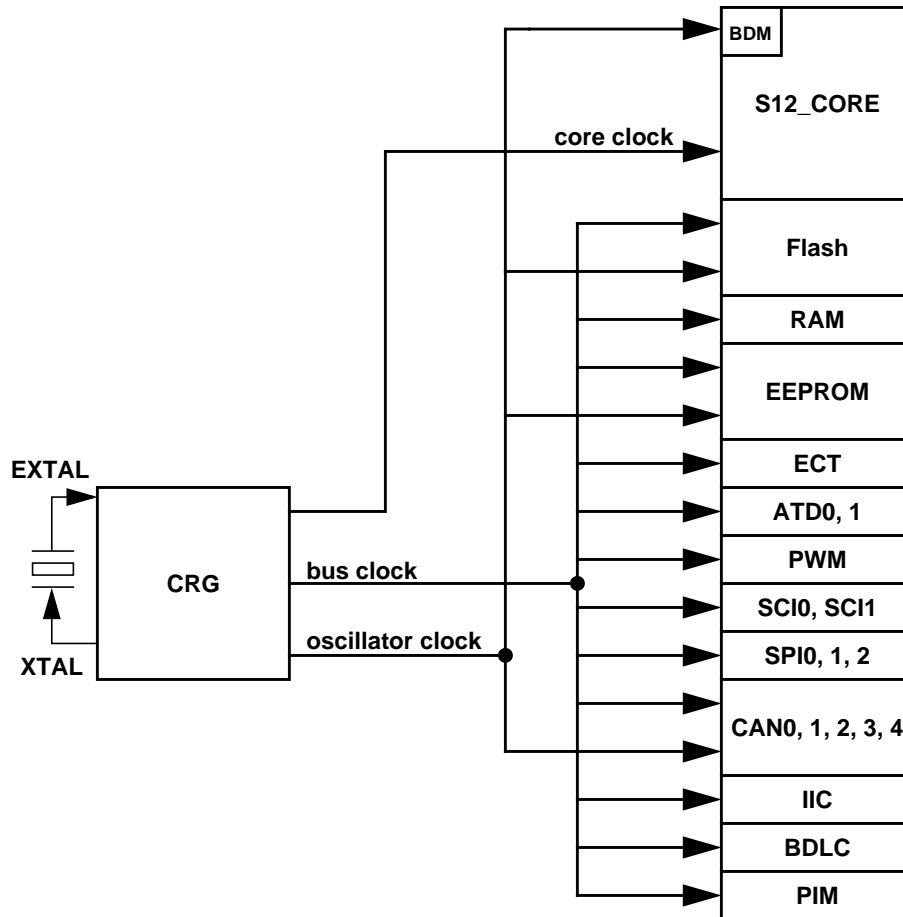 BDM
S12_CORE
core clock
Flash
RAM
EEPROM
EXTAL
ECT
ATD0, 1
PWM
CRG
bus clock
SCI0, SCI1
oscillator clock
XTAL
SPI0, 1, 2
CAN0, 1, 2, 3, 4
IIC
BDLC
PIM